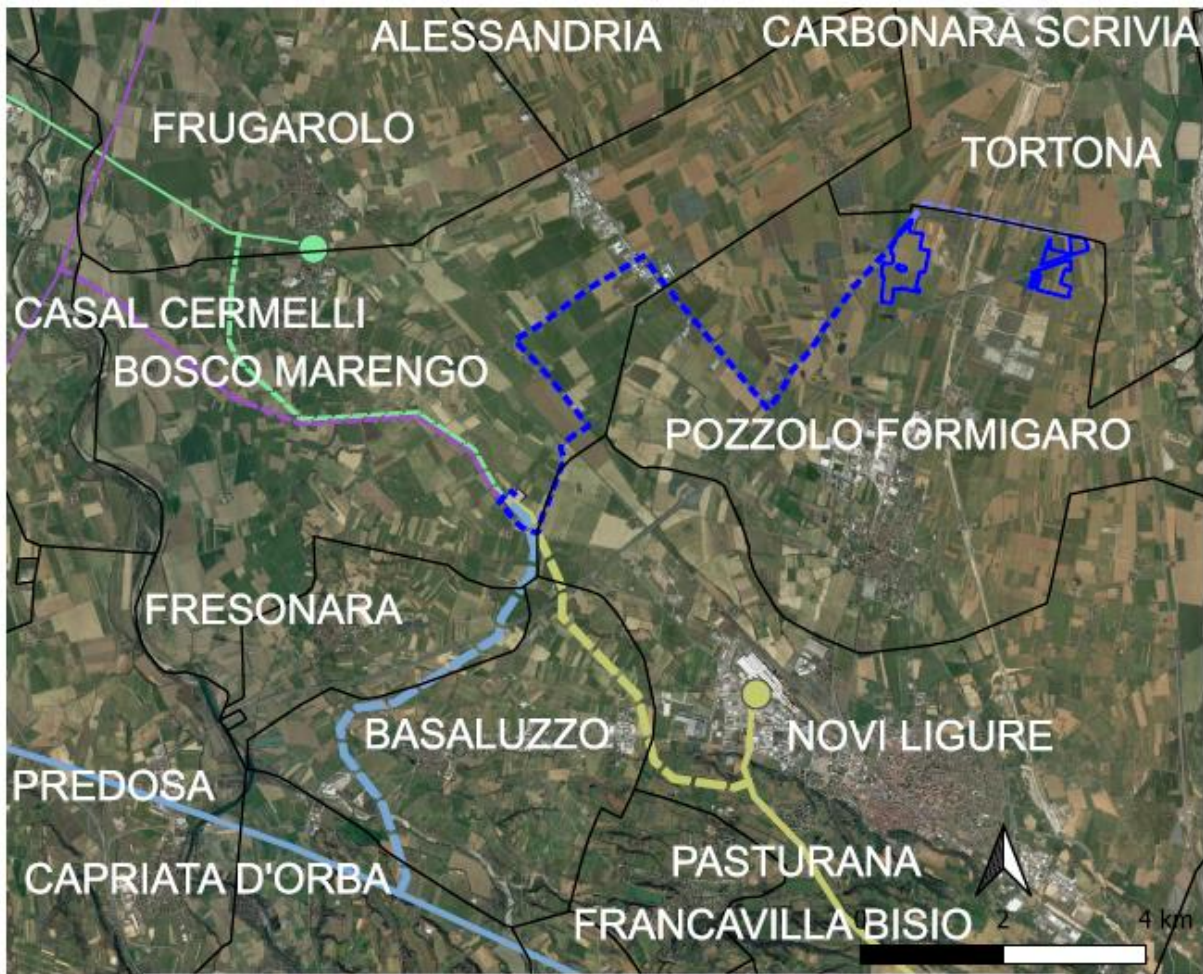 ALESSANDRIA
CARBONARA SCRIVIA
FRUGAROLO
TORTONA
CASAL CERMELLI
BOSCO MARENGO
POZZOLO FORMIGARO
FRESONARA
BASALUZZO
NOVI LIGURE
PREDOSA
CAPRIATA D'ORBA
PASTURANA
FRANCAVILLA BISIO
0 2 4 km